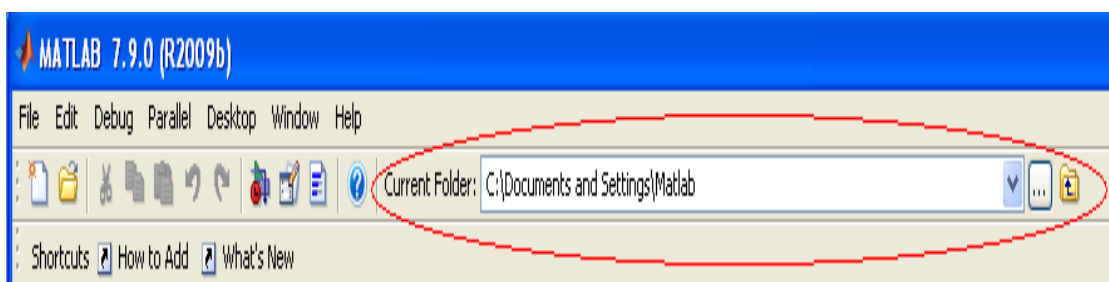 MATLAB 7.9.0 (R2009b)
File Edit Debug Parallel Desktop Window Help
Current Folder: C:\Documents and Settings\Matlab ...
Shortcuts How to Add What's New